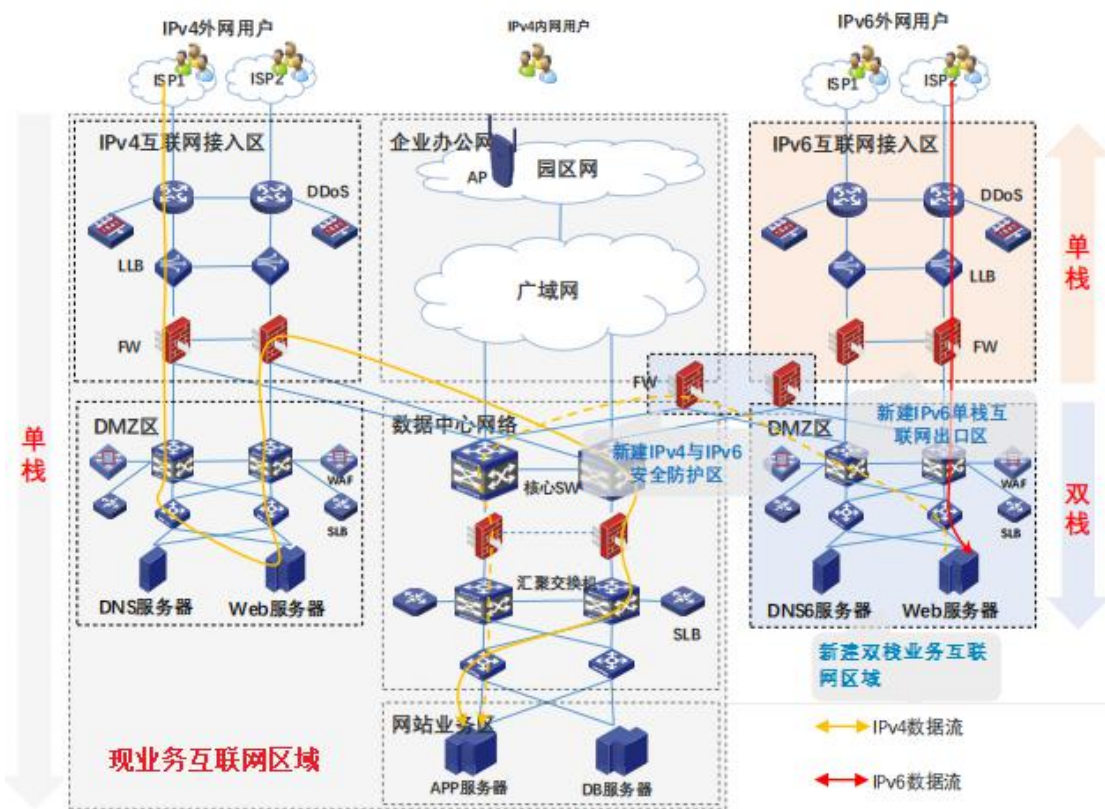 IPv4外网用户
IPv4内网用户
IPv6外网用户
ISP1
ISP2
ISP1
ISP2
IPv4互联网接入区
企业办公网
IPv6互联网接入区
AP
园区网
DDoS
DDoS
单栈
LLB
广域网
LLB
FW
FW
FW
DMZ区
数据中心网络
DMZ区
新建IPv6单栈互
联网出口区
新建IPv4与IPv6
安全防护区
单栈
核心SW
WAF
WAF
双栈
SLB
SLB
汇聚交换机
DNS服务器
Web服务器
SLB
DNS6服务器
Web服务器
新建双栈业务互联
网区域
网站业务区
IPv4数据流
现业务互联网区域
APP服务器
DB服务器
IPv6数据流